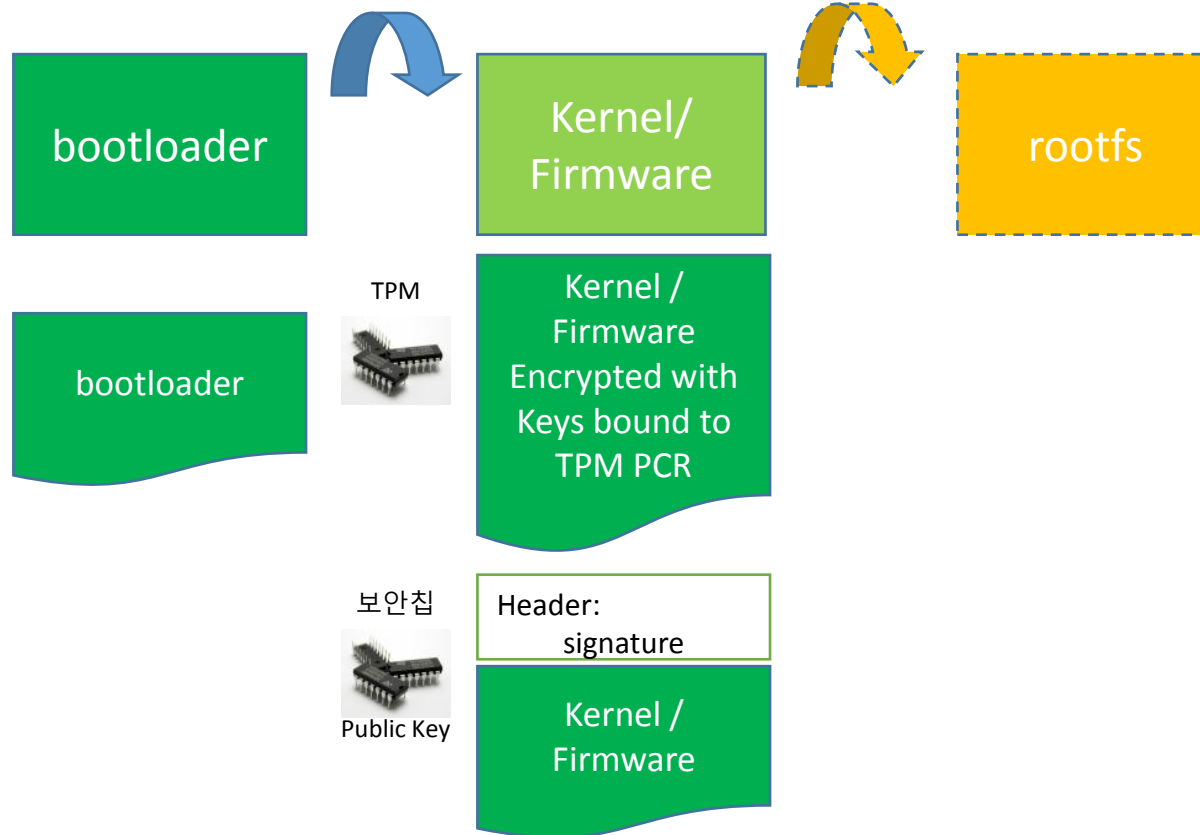 bootloader
Kernel/
Firmware
rootfs
bootloader
TPM
Kernel /
Firmware
Encrypted with
Keys bound to
TPM PCR
보안칩
Public Key
Header:
signature
Kernel /
Firmware